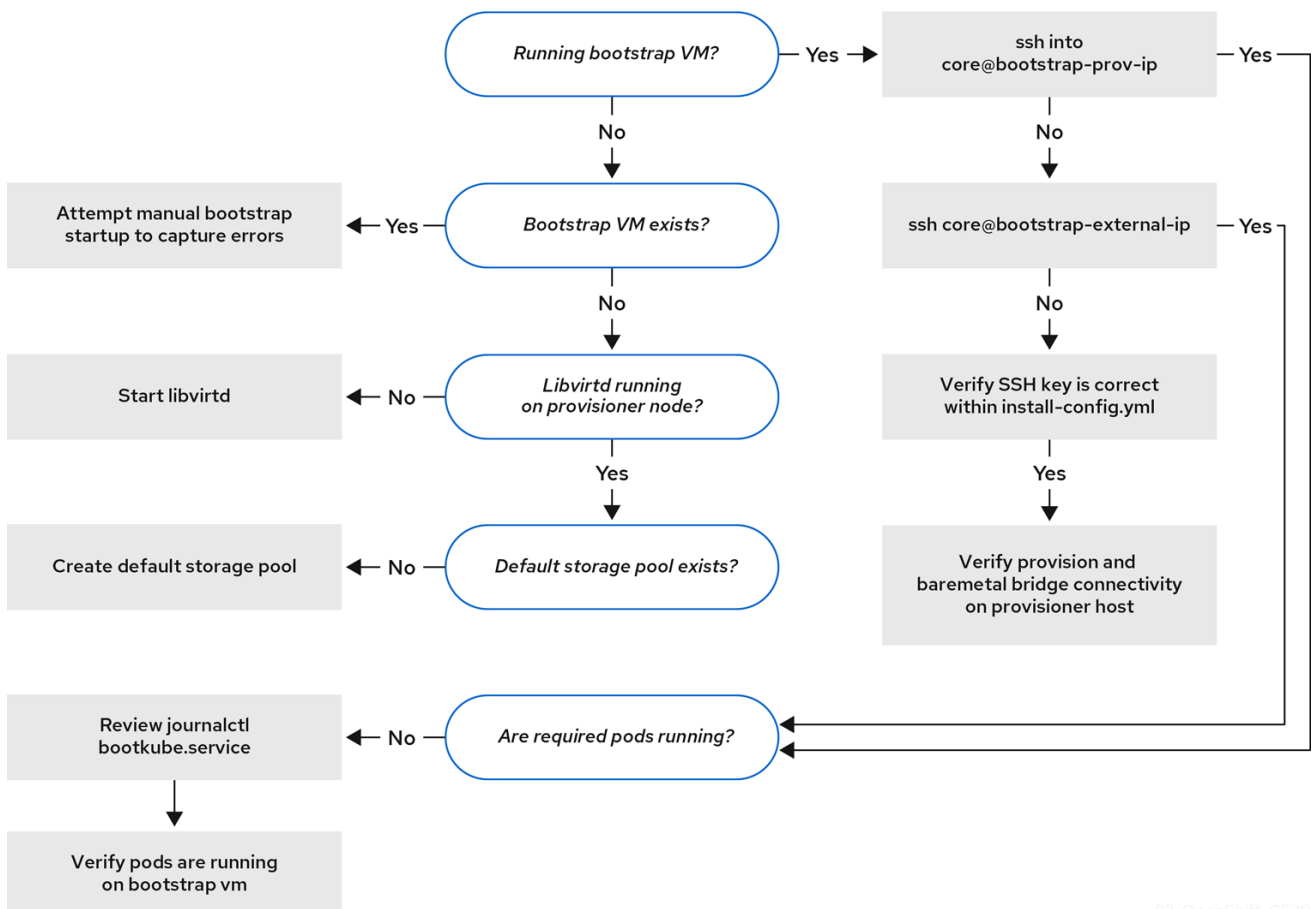 Running bootstrap VM?
Yes
ssh into
core@bootstrap-prov-ip
Yes
No
No
Attempt manual bootstrap
startup to capture errors
Yes
Bootstrap VM exists?
ssh core@bootstrap-external-ip
Yes
No
No
Start libvirtd
No
Libvirtd running
on provisioner node?
Verify SSH key is correct
within install-config.yml
Yes
Yes
Create default storage pool
No
Default storage pool exists?
Verify provision and
baremetal bridge connectivity
on provisioner host
Review journalctl
bootkube.service
No
Are required pods running?
Verify pods are running
on bootstrap vm